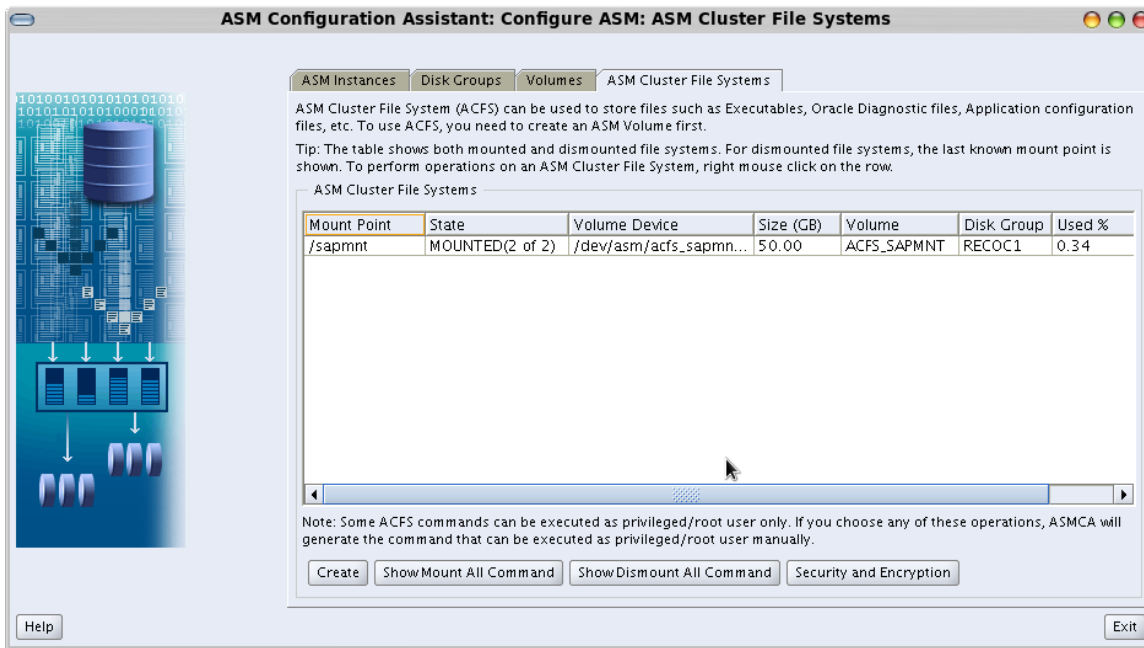 ASM Configuration Assistant: Configure ASM: ASM Cluster File Systems
ASM Instances Disk Groups Volumes ASM Cluster File Systems
ASM Cluster File System (ACFS) can be used to store files such as Executables, Oracle Diagnostic files, Application configuration
files, etc. To use ACFS, you need to create an ASM Volume first.
Tip: The table shows both mounted and dismounted file systems. For dismounted file systems, the last known mount point is
shown. To perform operations on an ASM Cluster File System, right mouse click on the row.
ASM Cluster File Systems
Mount Point State Volume Device Size (GB) Volume Disk Group Used %
/sapmnt MOUNTED(2 of 2) /dev/asm/acfs_sapmn... 50.00 ACFS_SAPMNT RECOC1 0.34
Note: Some ACFS commands can be executed as privileged/root user only. If you choose any of these operations, ASMCA will
generate the command that can be executed as privileged/root user manually.
Create Show Mount All Command Show Dismount All Command Security and Encryption
Help Exit